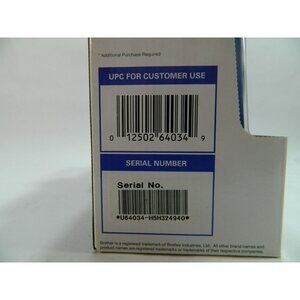 * Additional Purchase Required
UPC FOR CUSTOMER USE
0 12502 64034 9
SERIAL NUMBER
Serial No.
*U64034-H5H324940*
Brother is a registered trademark of Brother Industries, Ltd. All other brand names and
product names are registered trademarks of their respective companies.